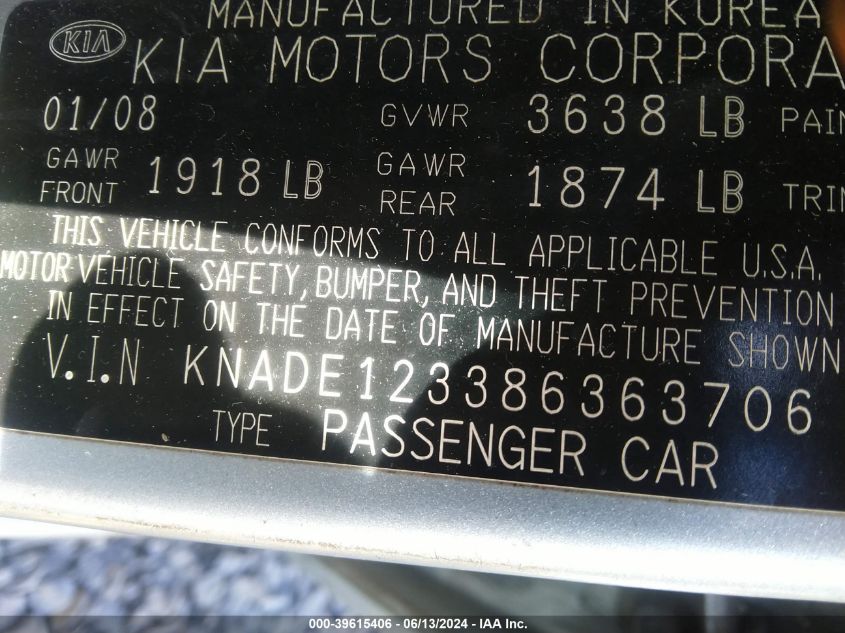 MANUFACTURED IN KOREA
KIA KIA MOTORS CORPORA
01/08 GVWR 3638 LB PAIN
GAWR FRONT 1918 LB GAWR REAR 1874 LB TRIM
THIS VEHICLE CONFORMS TO ALL APPLICABLE U.S.A.
MOTOR VEHICLE SAFETY, BUMPER, AND THEFT PREVENTION
IN EFFECT ON THE DATE OF MANUFACTURE SHOWN
V.I.N KNADE123386363706
TYPE PASSENGER CAR
000-39615406 - 06/13/2024 - IAA Inc.